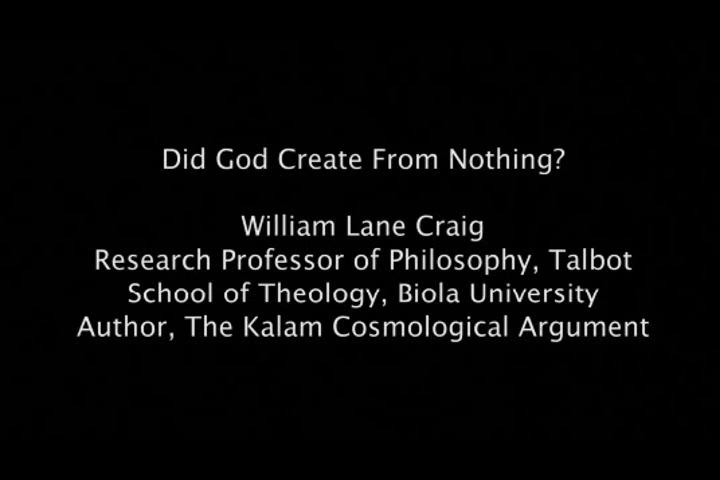 Did God Create From Nothing?
William Lane Craig
Research Professor of Philosophy, Talbot
School of Theology, Biola University
Author, The Kalam Cosmological Argument